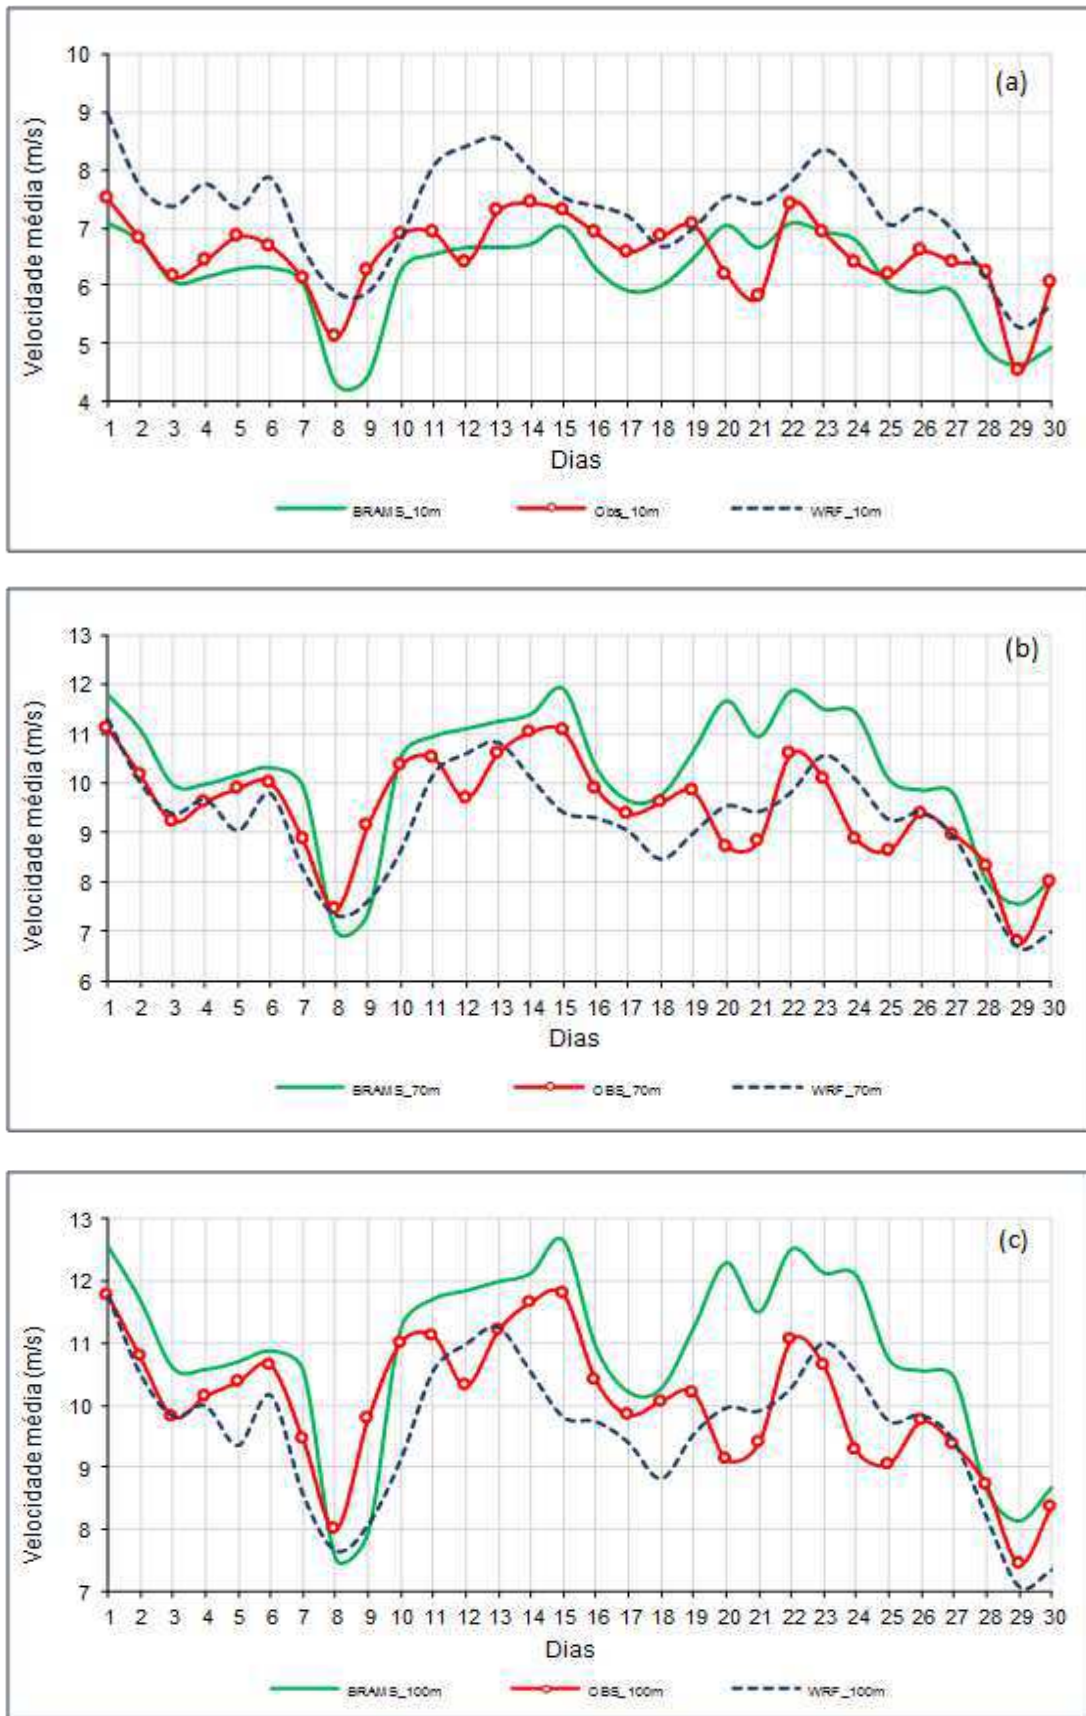 (a)
Velocidade média (m/s)
10
9
8
7
6
5
4
1 2 3 4 5 6 7 8 9 10 11 12 13 14 15 16 17 18 19 20 21 22 23 24 25 26 27 28 29 30
Dias
BRAMS_10m Obs_10m WRF_10m
(b)
Velocidade média (m/s)
13
12
11
10
9
8
7
6
1 2 3 4 5 6 7 8 9 10 11 12 13 14 15 16 17 18 19 20 21 22 23 24 25 26 27 28 29 30
Dias
BRAMS_70m OBS_70m WRF_70m
(c)
Velocidade média (m/s)
13
12
11
10
9
8
7
1 2 3 4 5 6 7 8 9 10 11 12 13 14 15 16 17 18 19 20 21 22 23 24 25 26 27 28 29 30
Dias
BRAMS_100m OBS_100m WRF_100m